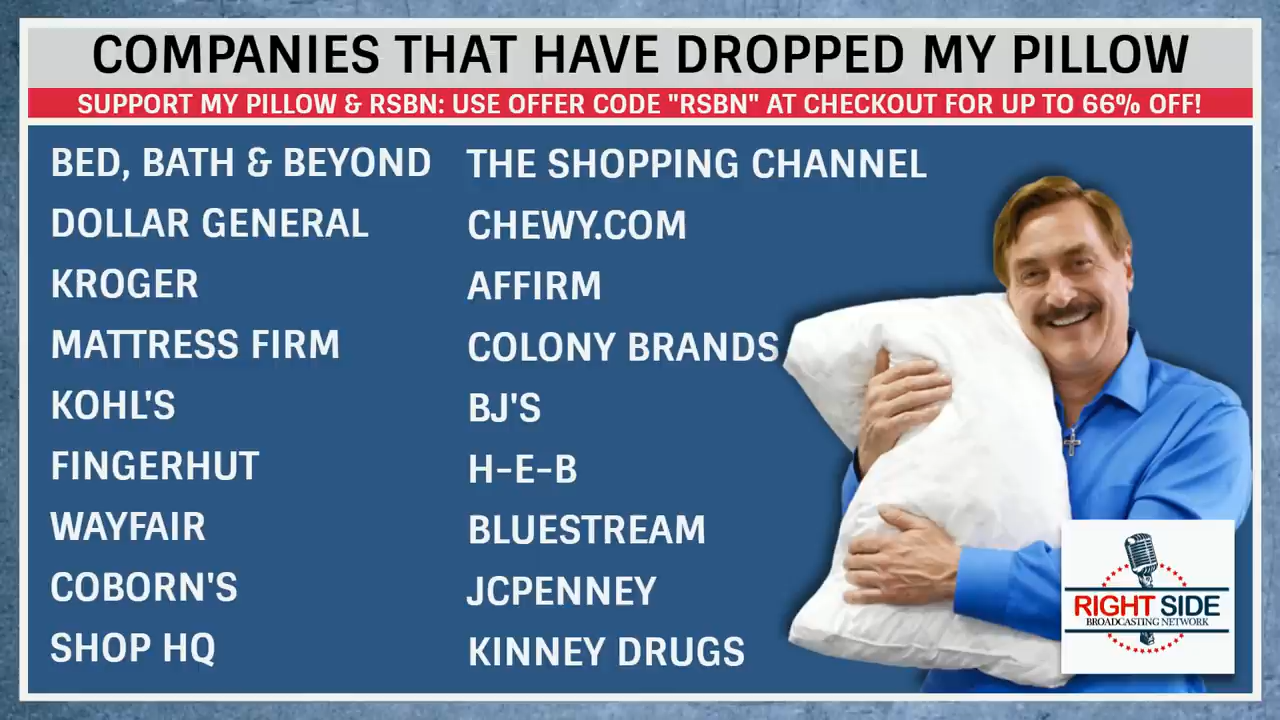 COMPANIES THAT HAVE DROPPED MY PILLOW
SUPPORT MY PILLOW & RSBN: USE OFFER CODE "RSBN" AT CHECKOUT FOR UP TO 66% OFF!
BED, BATH & BEYOND
DOLLAR GENERAL
KROGER
MATTRESS FIRM
KOHL'S
FINGERHUT
WAYFAIR
COBORN'S
SHOP HQ
THE SHOPPING CHANNEL
CHEWY.COM
AFFIRM
COLONY BRANDS
BJ'S
H-E-B
BLUESTREAM
JCPENNEY
KINNEY DRUGS
RIGHT SIDE
BROADCASTING NETWORK